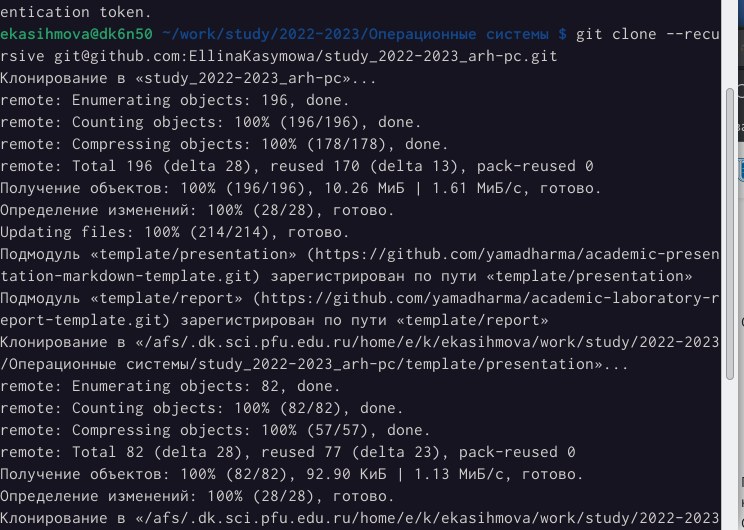 entication token.
ekasihmova@dk6n50 ~/work/study/2022-2023/Операционные системы $ git clone --recu
rsive git@github.com:EllinaKasymowa/study_2022-2023_arh-pc.git
Клонирование в «study_2022-2023_arh-pc»...
remote: Enumerating objects: 196, done.
remote: Counting objects: 100% (196/196), done.
remote: Compressing objects: 100% (178/178), done.
remote: Total 196 (delta 28), reused 170 (delta 13), pack-reused 0
Получение объектов: 100% (196/196), 10.26 МиБ | 1.61 МиБ/с, готово.
Определение изменений: 100% (28/28), готово.
Updating files: 100% (214/214), готово.
Подмодуль «template/presentation» (https://github.com/yamadharma/academic-presen
tation-markdown-template.git) зарегистрирован по пути «template/presentation»
Подмодуль «template/report» (https://github.com/yamadharma/academic-laboratory-r
eport-template.git) зарегистрирован по пути «template/report»
Клонирование в «/afs/.dk.sci.pfu.edu.ru/home/e/k/ekasihmova/work/study/2022-2023
/Операционные системы/study_2022-2023_arh-pc/template/presentation»...
remote: Enumerating objects: 82, done.
remote: Counting objects: 100% (82/82), done.
remote: Compressing objects: 100% (57/57), done.
remote: Total 82 (delta 28), reused 77 (delta 23), pack-reused 0
Получение объектов: 100% (82/82), 92.90 КиБ | 1.13 МиБ/с, готово.
Определение изменений: 100% (28/28), готово.
Клонирование в «/afs/.dk.sci.pfu.edu.ru/home/e/k/ekasihmova/work/study/2022-2023